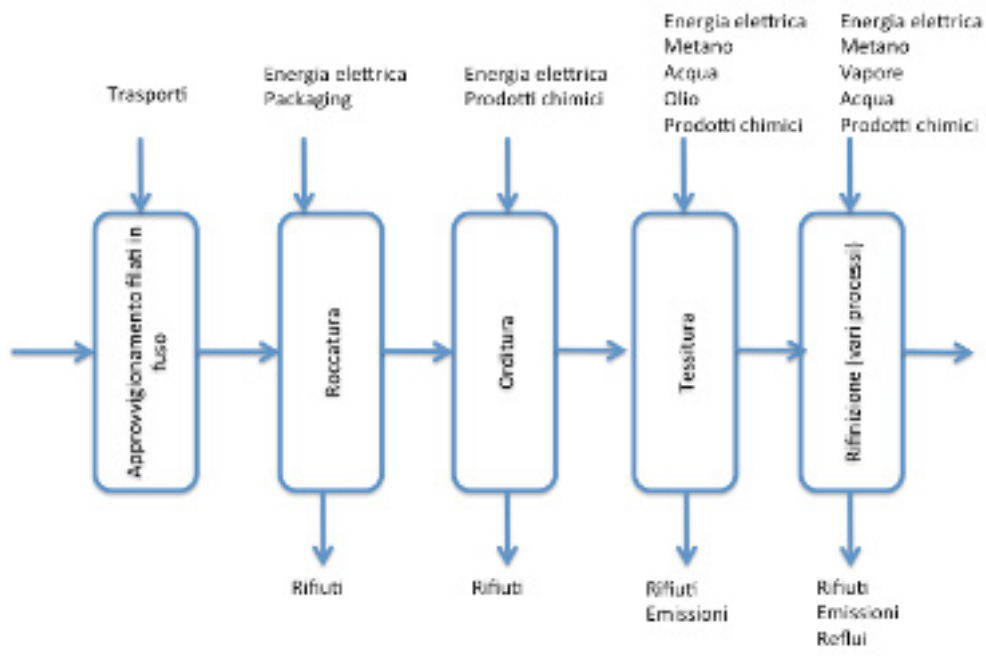 Trasporti
Energia elettrica
Packaging
Energia elettrica
Prodotti chimici
Energia elettrica
Metano
Acqua
Olio
Prodotti chimici
Energia elettrica
Metano
Vapore
Acqua
Prodotti chimici
Approvvigionamento filati in
fuso
Roccatura
Orditura
Tessitura
Rifinizione (vari processi)
Rifiuti
Rifiuti
Rifiuti
Emissioni
Rifiuti
Emissioni
Reflui